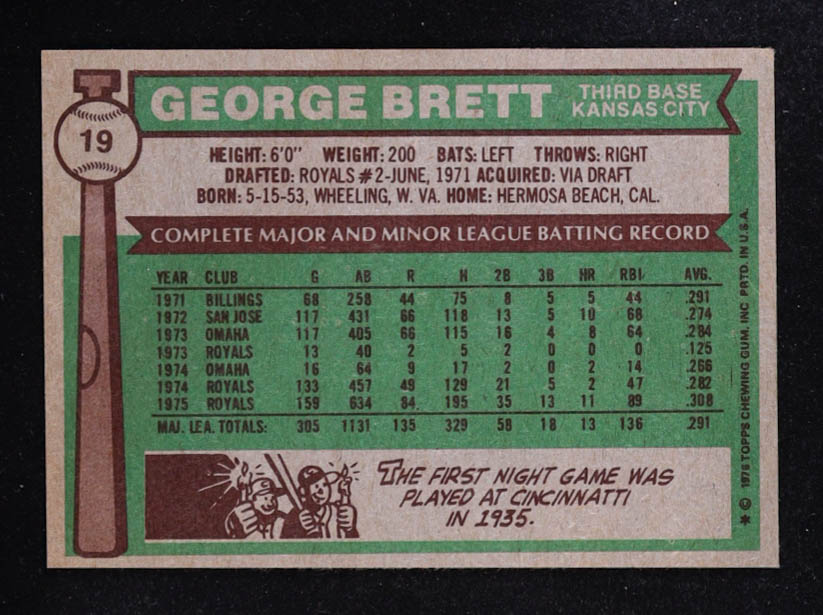 T
19
GEORGE BRETT
THIRD BASE
KANSAS CITY
HEIGHT: 6'0" WEIGHT: 200 BATS: LEFT THROWS: RIGHT
DRAFTED: ROYALS #2-JUNE, 1971 ACQUIRED: VIA DRAFT
BORN: 5-15-53, WHEELING, W. VA. HOME: HERMOSA BEACH, CAL.
COMPLETE MAJOR AND MINOR LEAGUE BATTING RECORD
YEAR CLUB G AB R H 2B 3B HR RBI AVG.
1971 BILLINGS 68 258 44 75 8 5 5 44 .291
1972 SAN JOSE 117 431 66 118 13 5 10 68 .274
1973 OMAHA 117 405 66 115 16 4 8 64 .284
1973 ROYALS 13 40 2 5 2 0 0 0 .125
1974 OMAHA 16 64 9 17 2 0 2 14 .266
1974 ROYALS 133 457 49 129 21 5 2 47 .282
1975 ROYALS 159 634 84 195 35 13 11 89 .308
MAJ. LEA. TOTALS: 305 1131 135 329 58 18 13 136 .291
THE FIRST NIGHT GAME WAS
PLAYED AT CINCINNATTI
IN 1935.
* © 1976 TOPPS CHEWING GUM, INC PRTD. IN U.S.A.